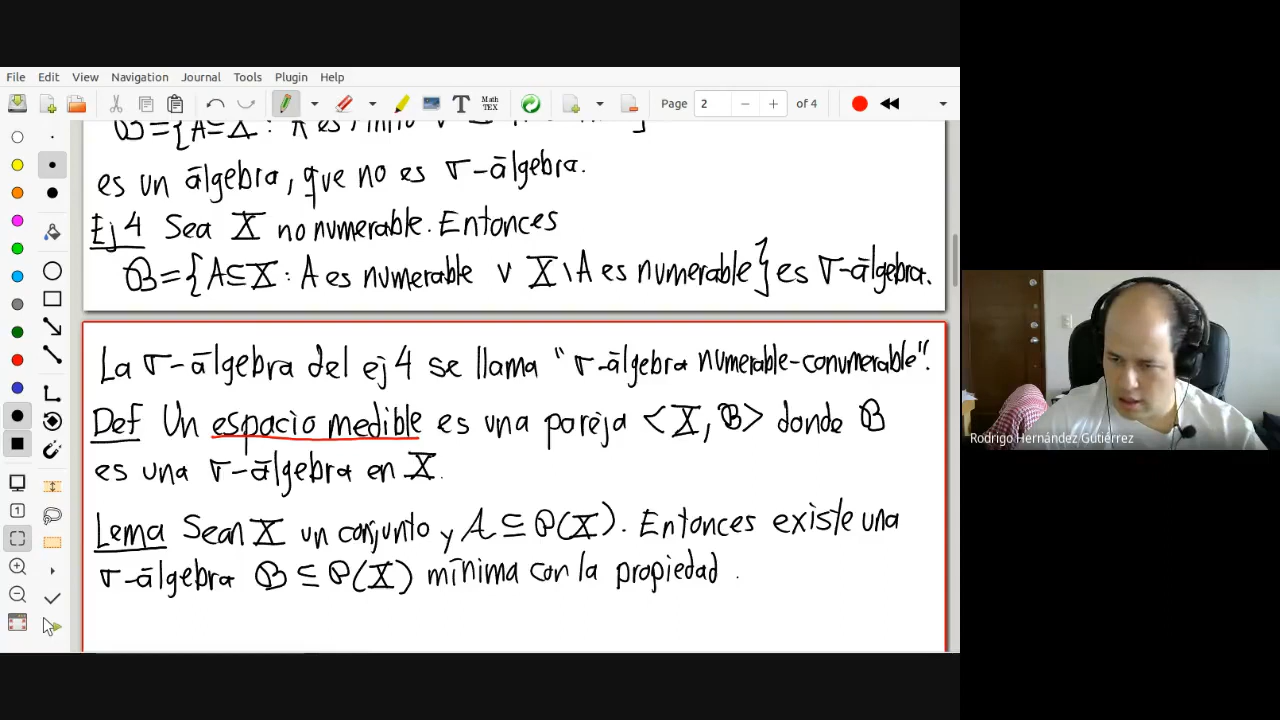 File Edit View Navigation Journal Tools Plugin Help
Math TEX Page 2 of 4
B={A⊆X: A es
es un álgebra, que no es σ-álgebra.
Ej 4 Sea X no numerable. Entonces
B={A⊆X: A es numerable ∨ X\A es numerable} es σ-álgebra.
La σ-álgebra del ej 4 se llama "σ-álgebra numerable-conumerable".
Def Un espacio medible es una pareja <X, B> donde B
es una σ-álgebra en X.
Lema Sean X un conjunto y A ⊆ P(X). Entonces existe una
σ-álgebra B ⊆ P(X) mínima con la propiedad
Rodrigo Hernández Gutiérrez